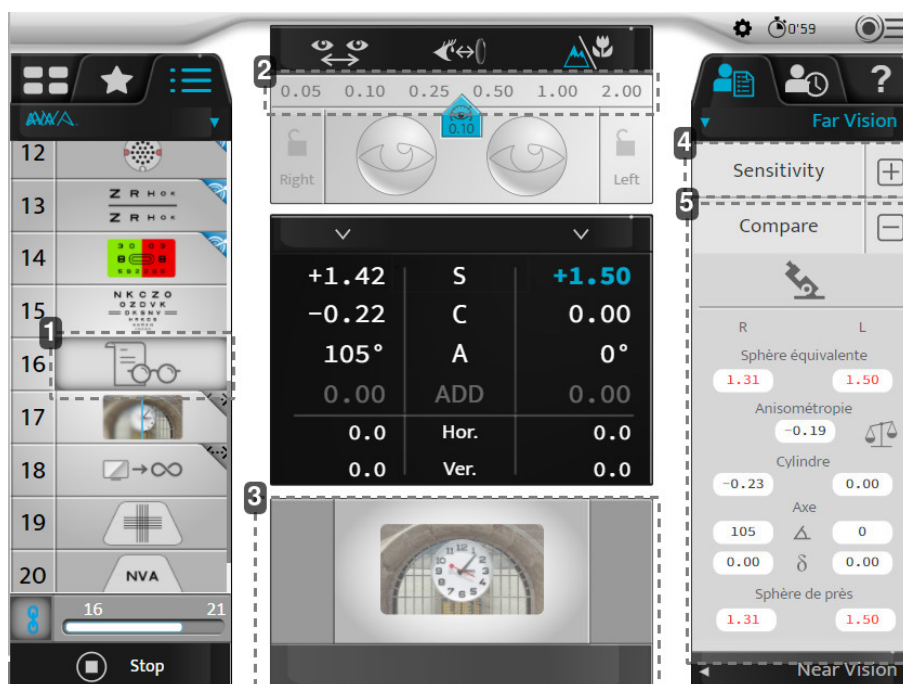 0'59
2
0.05 0.10 0.25 0.50 1.00 2.00
0.10
Right
Left
12
13
Z R H O K
Z R H O K
14
15
N K C Z O
O Z D V K
D K S N V
1
16
17
18
19
20 NVA
16 21
Stop
+1.42 S +1.50
-0.22 C 0.00
105° A 0°
0.00 ADD 0.00
0.0 Hor. 0.0
0.0 Ver. 0.0
3
12
?
Far Vision
4
Sensitivity
5
Compare
R L
Sphère équivalente
1.31 1.50
Anisométropie
-0.19
Cylindre
-0.23 0.00
Axe
105 0
0.00 δ 0.00
Sphère de près
1.31 1.50
Near Vision